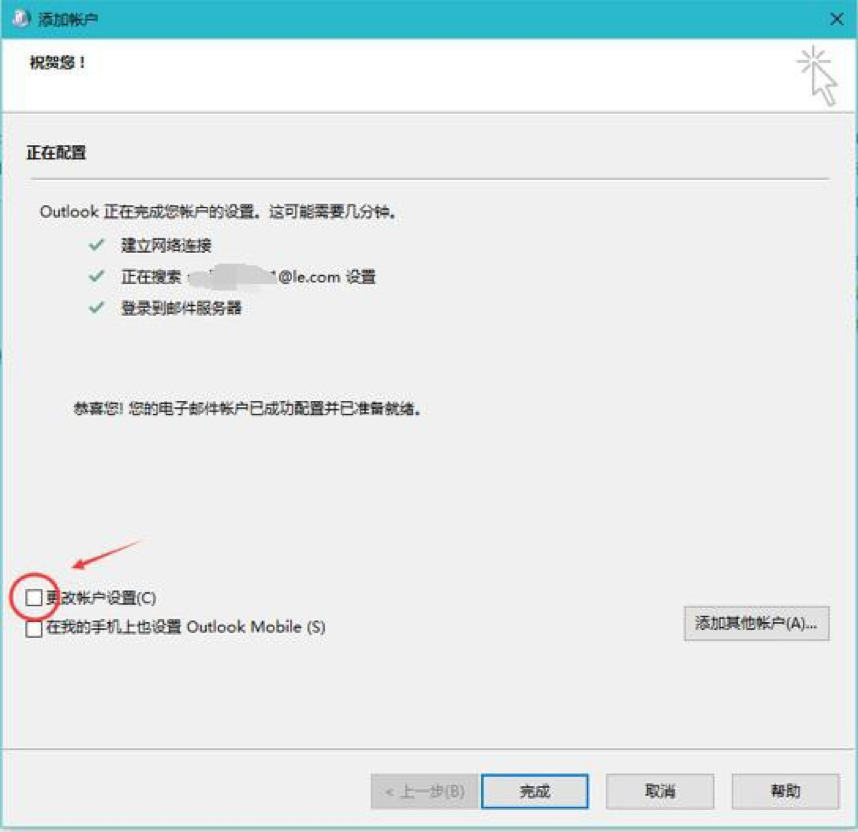 添加帐户
祝贺您！
正在配置
Outlook 正在完成您帐户的设置。这可能需要几分钟。
建立网络连接
正在搜索 1@le.com 设置
登录到邮件服务器
恭喜您! 您的电子邮件帐户已成功配置并已准备就绪。
更改帐户设置(C)
在我的手机上也设置 Outlook Mobile (S)
添加其他帐户(A)...
< 上一步(B)
完成
取消
帮助